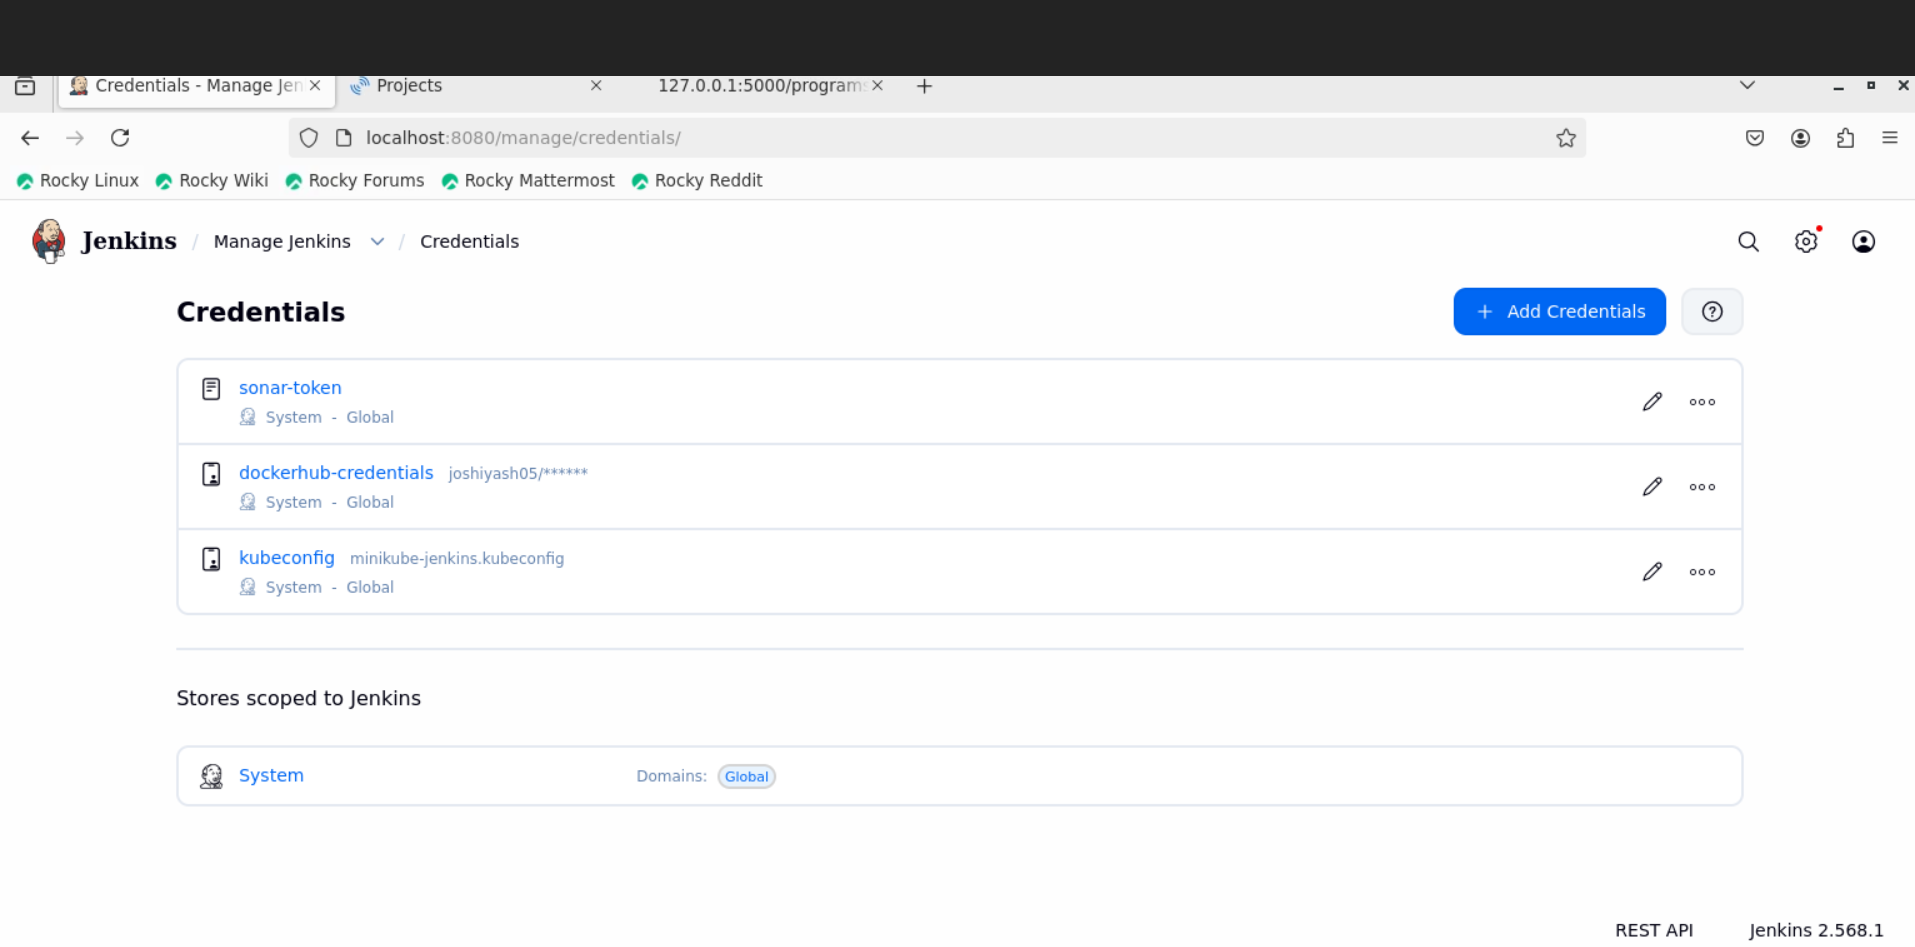 Credentials - Manage Jen
Projects
127.0.0.1:5000/program
localhost:8080/manage/credentials/
Rocky Linux Rocky Wiki Rocky Forums Rocky Mattermost Rocky Reddit
Jenkins / Manage Jenkins / Credentials
Credentials
+ Add Credentials
sonar-token
System - Global
dockerhub-credentials joshiyash05/******
System - Global
kubeconfig minikube-jenkins.kubeconfig
System - Global
Stores scoped to Jenkins
System Domains: Global
REST API Jenkins 2.568.1